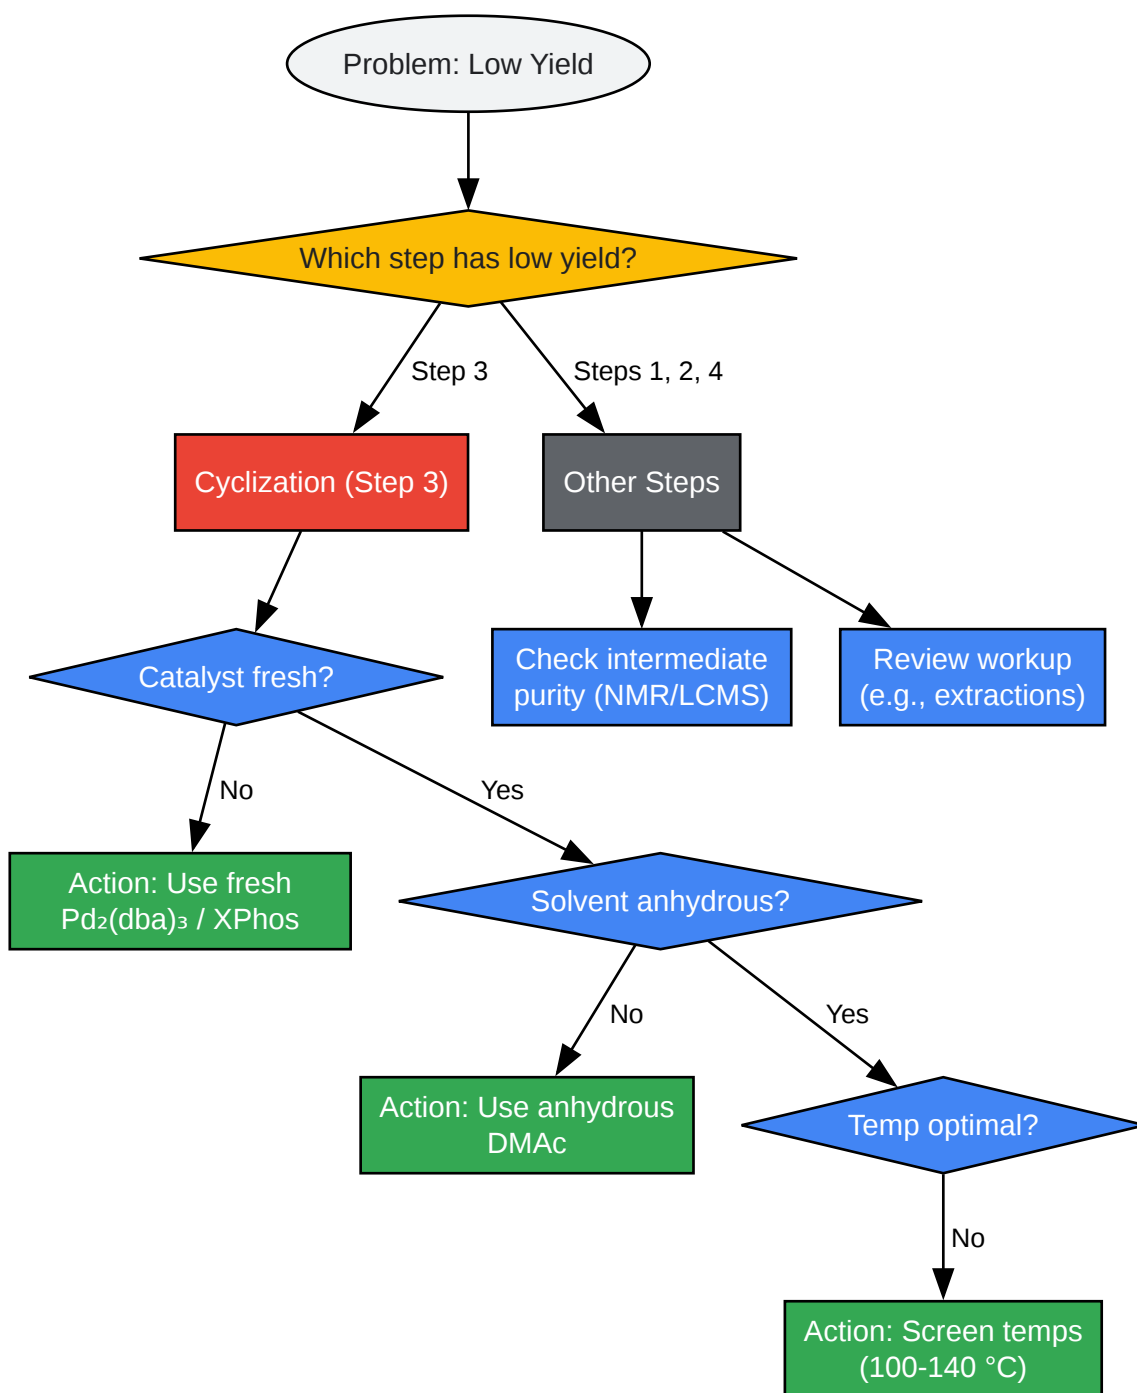 Problem: Low Yield
Which step has low yield?
Step 3
Steps 1, 2, 4
Cyclization (Step 3)
Other Steps
Catalyst fresh?
Check intermediate
purity (NMR/LCMS)
Review workup
(e.g., extractions)
No
Yes
Action: Use fresh
Pd₂(dba)₃ / XPhos
Solvent anhydrous?
No
Yes
Action: Use anhydrous
DMAc
Temp optimal?
No
Action: Screen temps
(100-140 °C)